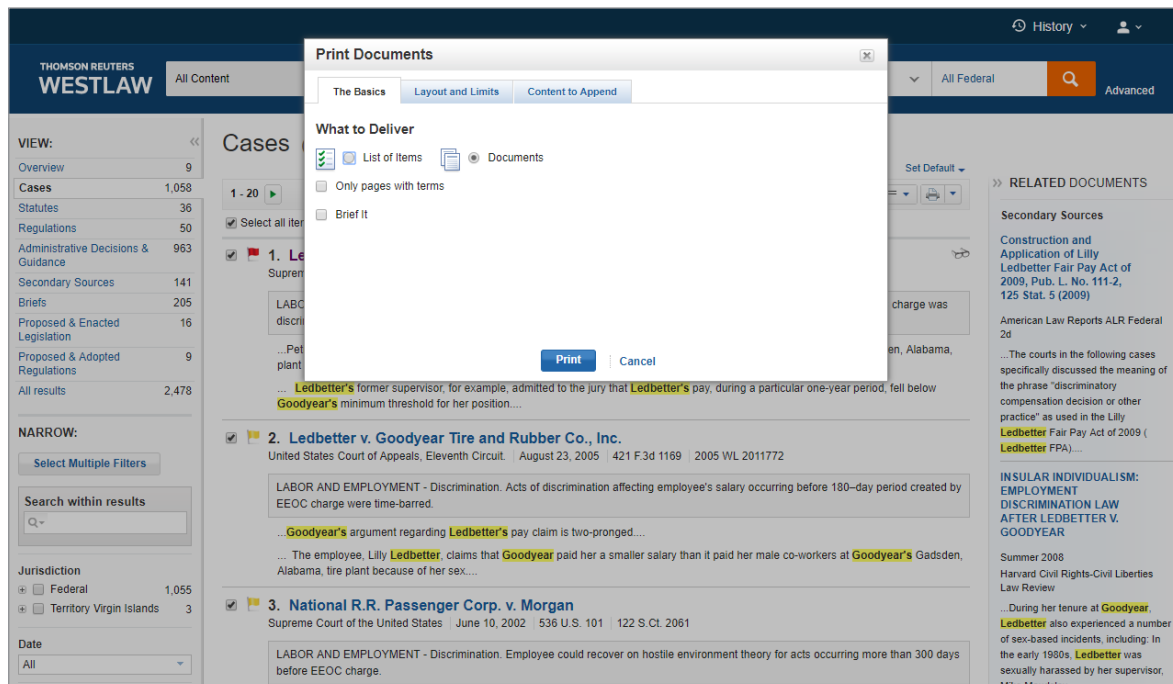 History
THOMSON REUTERS
WESTLAW
All Content
All Federal
Advanced
Print Documents
The Basics
Layout and Limits
Content to Append
What to Deliver
List of Items
Documents
Only pages with terms
Brief It
Print
Cancel
VIEW:
Overview 9
Cases 1,058
Statutes 36
Regulations 50
Administrative Decisions & 963
Guidance
Secondary Sources 141
Briefs 205
Proposed & Enacted 16
Legislation
Proposed & Adopted 9
Regulations
All results 2,478
NARROW:
Select Multiple Filters
Search within results
Jurisdiction
Federal 1,055
Territory Virgin Islands 3
Date
All
Cases
Set Default
1 - 20
Select all
1. Le
LABO
charge was
discri
...Pet
en, Alabama,
plant
... Ledbetter's former supervisor, for example, admitted to the jury that Ledbetter's pay, during a particular one-year period, fell below
Goodyear's minimum threshold for her position....
2. Ledbetter v. Goodyear Tire and Rubber Co., Inc.
United States Court of Appeals, Eleventh Circuit. August 23, 2005 421 F.3d 1169 2005 WL 2011772
LABOR AND EMPLOYMENT - Discrimination. Acts of discrimination affecting employee's salary occurring before 180–day period created by
EEOC charge were time-barred.
...Goodyear's argument regarding Ledbetter's pay claim is two-pronged....
... The employee, Lilly Ledbetter, claims that Goodyear paid her a smaller salary than it paid her male co-workers at Goodyear's Gadsden,
Alabama, tire plant because of her sex....
3. National R.R. Passenger Corp. v. Morgan
Supreme Court of the United States June 10, 2002 536 U.S. 101 122 S.Ct. 2061
LABOR AND EMPLOYMENT - Discrimination. Employee could recover on hostile environment theory for acts occurring more than 300 days
before EEOC charge.
RELATED DOCUMENTS
Secondary Sources
Construction and
Application of Lilly
Ledbetter Fair Pay Act of
2009, Pub. L. No. 111-2,
125 Stat. 5 (2009)
American Law Reports ALR Federal
2d
...The courts in the following cases
specifically discussed the meaning of
the phrase "discriminatory
compensation decision or other
practice" as used in the Lilly
Ledbetter Fair Pay Act of 2009 (
Ledbetter FPA)....
INSULAR INDIVIDUALISM:
EMPLOYMENT
DISCRIMINATION LAW
AFTER LEDBETTER V.
GOODYEAR
Summer 2008
Harvard Civil Rights-Civil Liberties
Law Review
...During her tenure at Goodyear,
Ledbetter also experienced a number
of sex-based incidents, including: In
the early 1980s, Ledbetter was
sexually harassed by her supervisor,